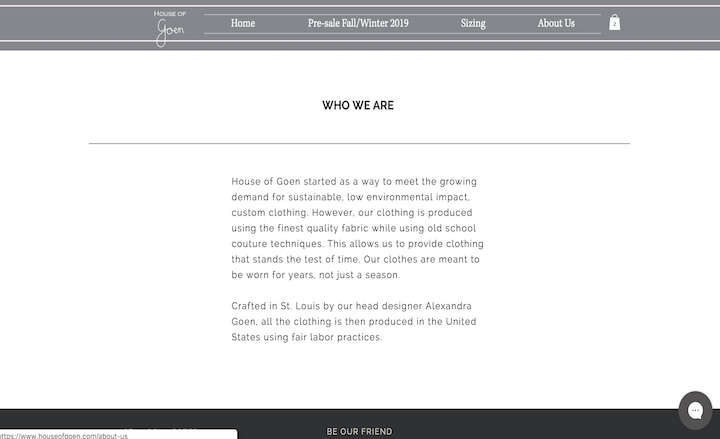 House of
Goen
Home
Pre-sale Fall/Winter 2019
Sizing
About Us
2
WHO WE ARE
House of Goen started as a way to meet the growing
demand for sustainable, low environmental impact,
custom clothing. However, our clothing is produced
using the finest quality fabric while using old school
couture techniques. This allows us to provide clothing
that stands the test of time. Our clothes are meant to
be worn for years, not just a season.
Crafted in St. Louis by our head designer Alexandra
Goen, all the clothing is then produced in the United
States using fair labor practices.
BE OUR FRIEND
ttps://www.houseofgoen.com/about-us